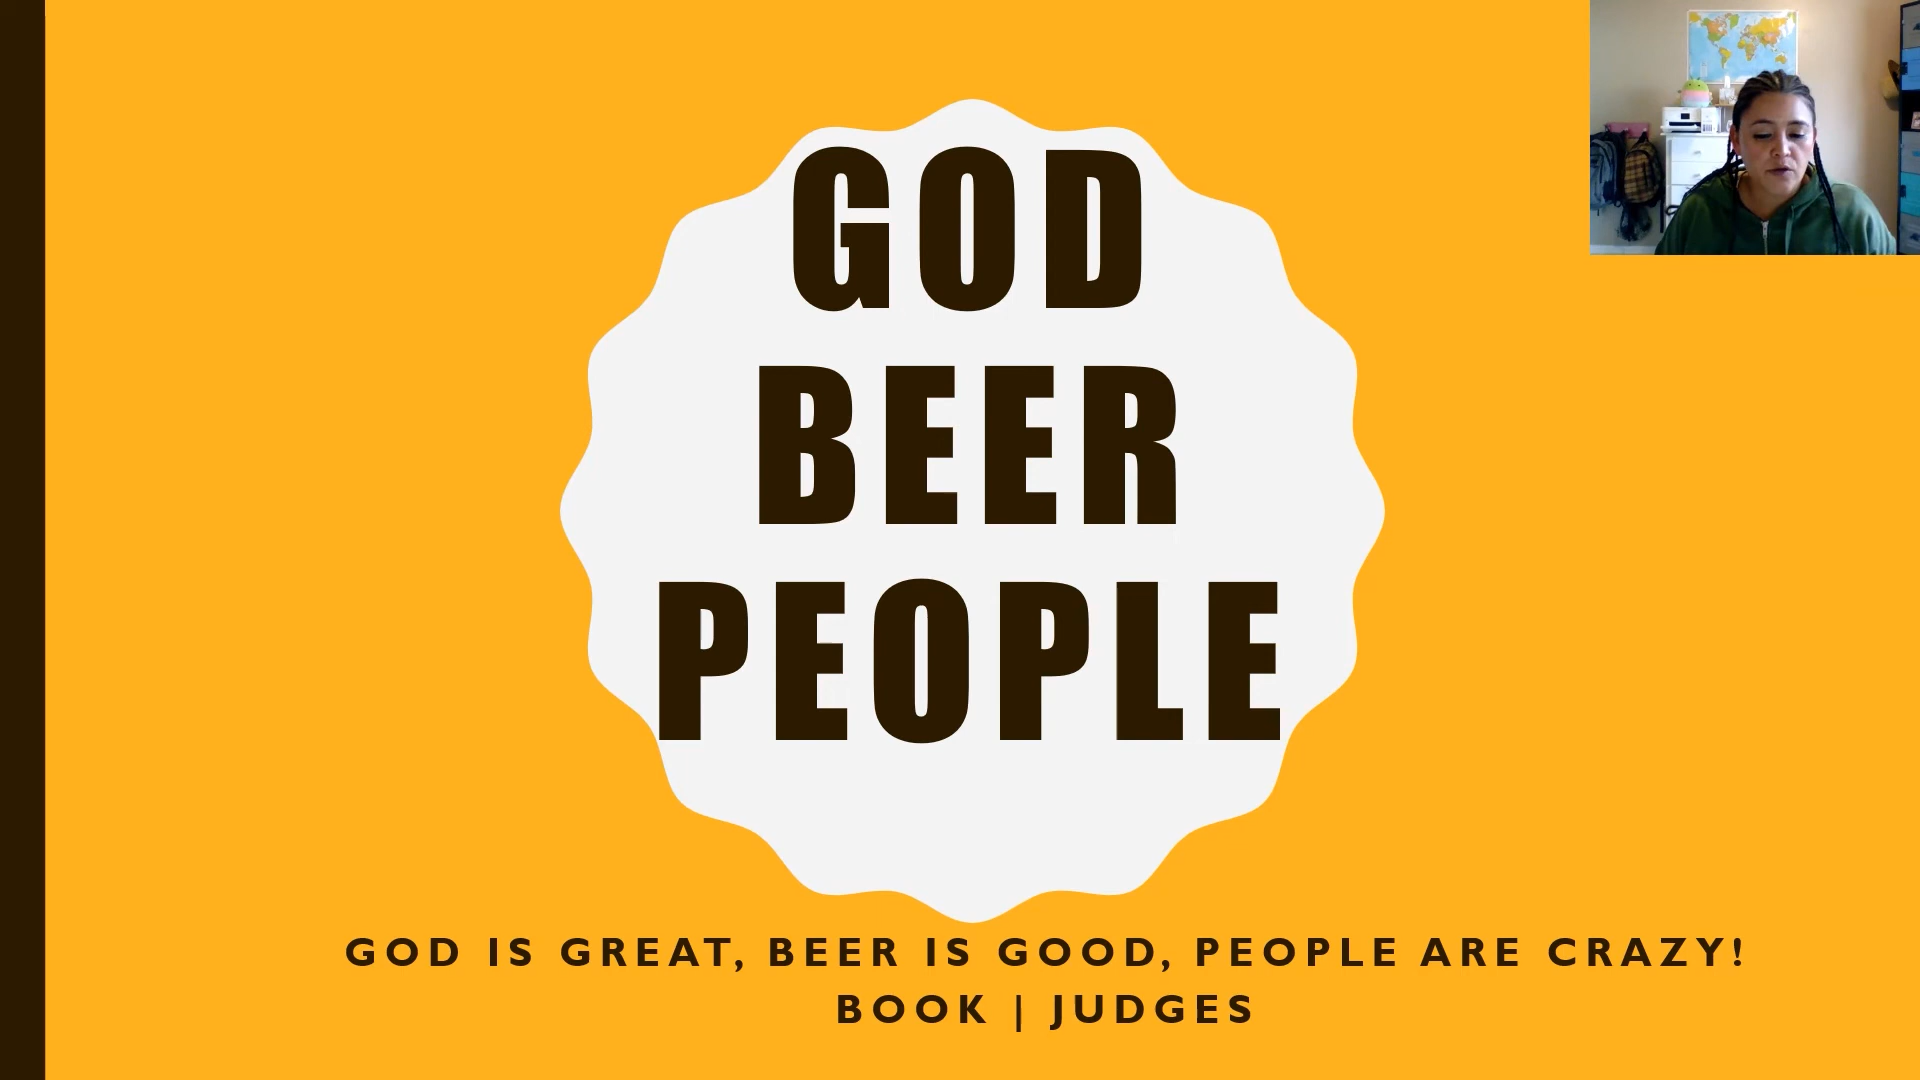 GOD
BEER
PEOPLE
GOD IS GREAT, BEER IS GOOD, PEOPLE ARE CRAZY!
BOOK | JUDGES